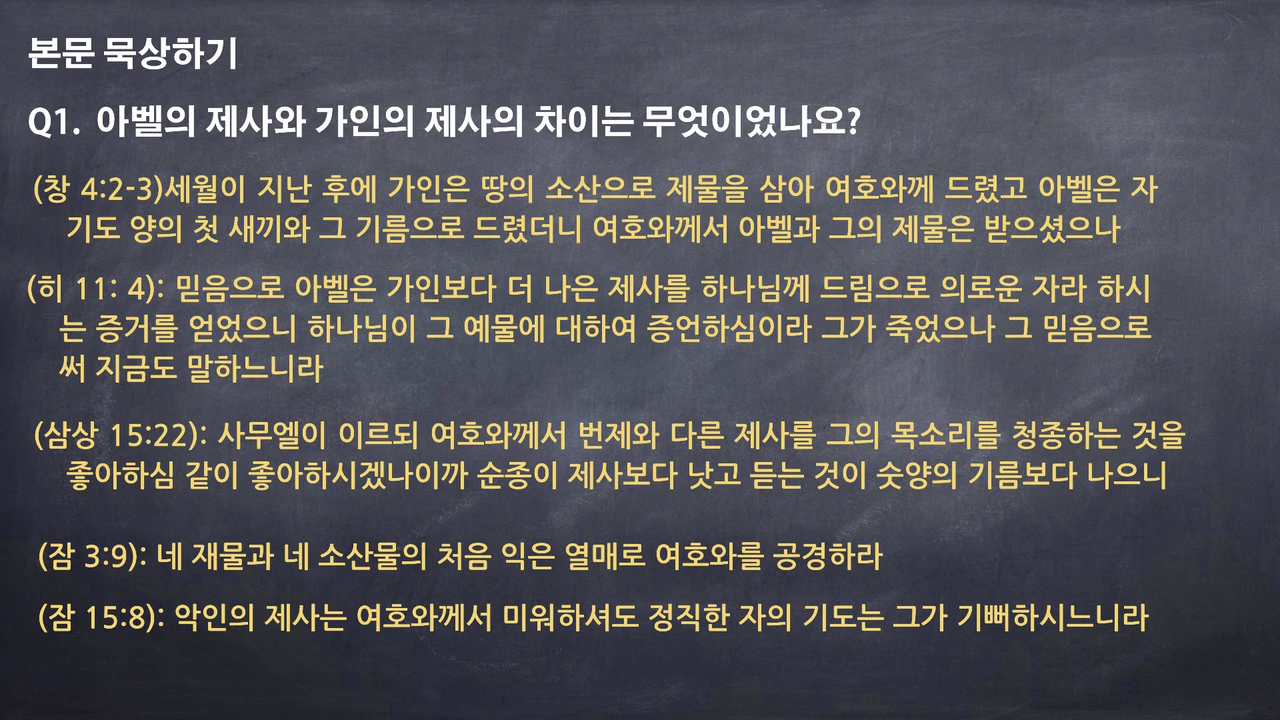 본문 묵상하기
Q1. 아벨의 제사와 가인의 제사의 차이는 무엇이었나요?
(창 4:2-3)세월이 지난 후에 가인은 땅의 소산으로 제물을 삼아 여호와께 드렸고 아벨은 자
기도 양의 첫 새끼와 그 기름으로 드렸더니 여호와께서 아벨과 그의 제물은 받으셨으나
(히 11: 4): 믿음으로 아벨은 가인보다 더 나은 제사를 하나님께 드림으로 의로운 자라 하시
는 증거를 얻었으니 하나님이 그 예물에 대하여 증언하심이라 그가 죽었으나 그 믿음으로
써 지금도 말하느니라
(삼상 15:22): 사무엘이 이르되 여호와께서 번제와 다른 제사를 그의 목소리를 청종하는 것을
좋아하심 같이 좋아하시겠나이까 순종이 제사보다 낫고 듣는 것이 숫양의 기름보다 나으니
(잠 3:9): 네 재물과 네 소산물의 처음 익은 열매로 여호와를 공경하라
(잠 15:8): 악인의 제사는 여호와께서 미워하셔도 정직한 자의 기도는 그가 기뻐하시느니라